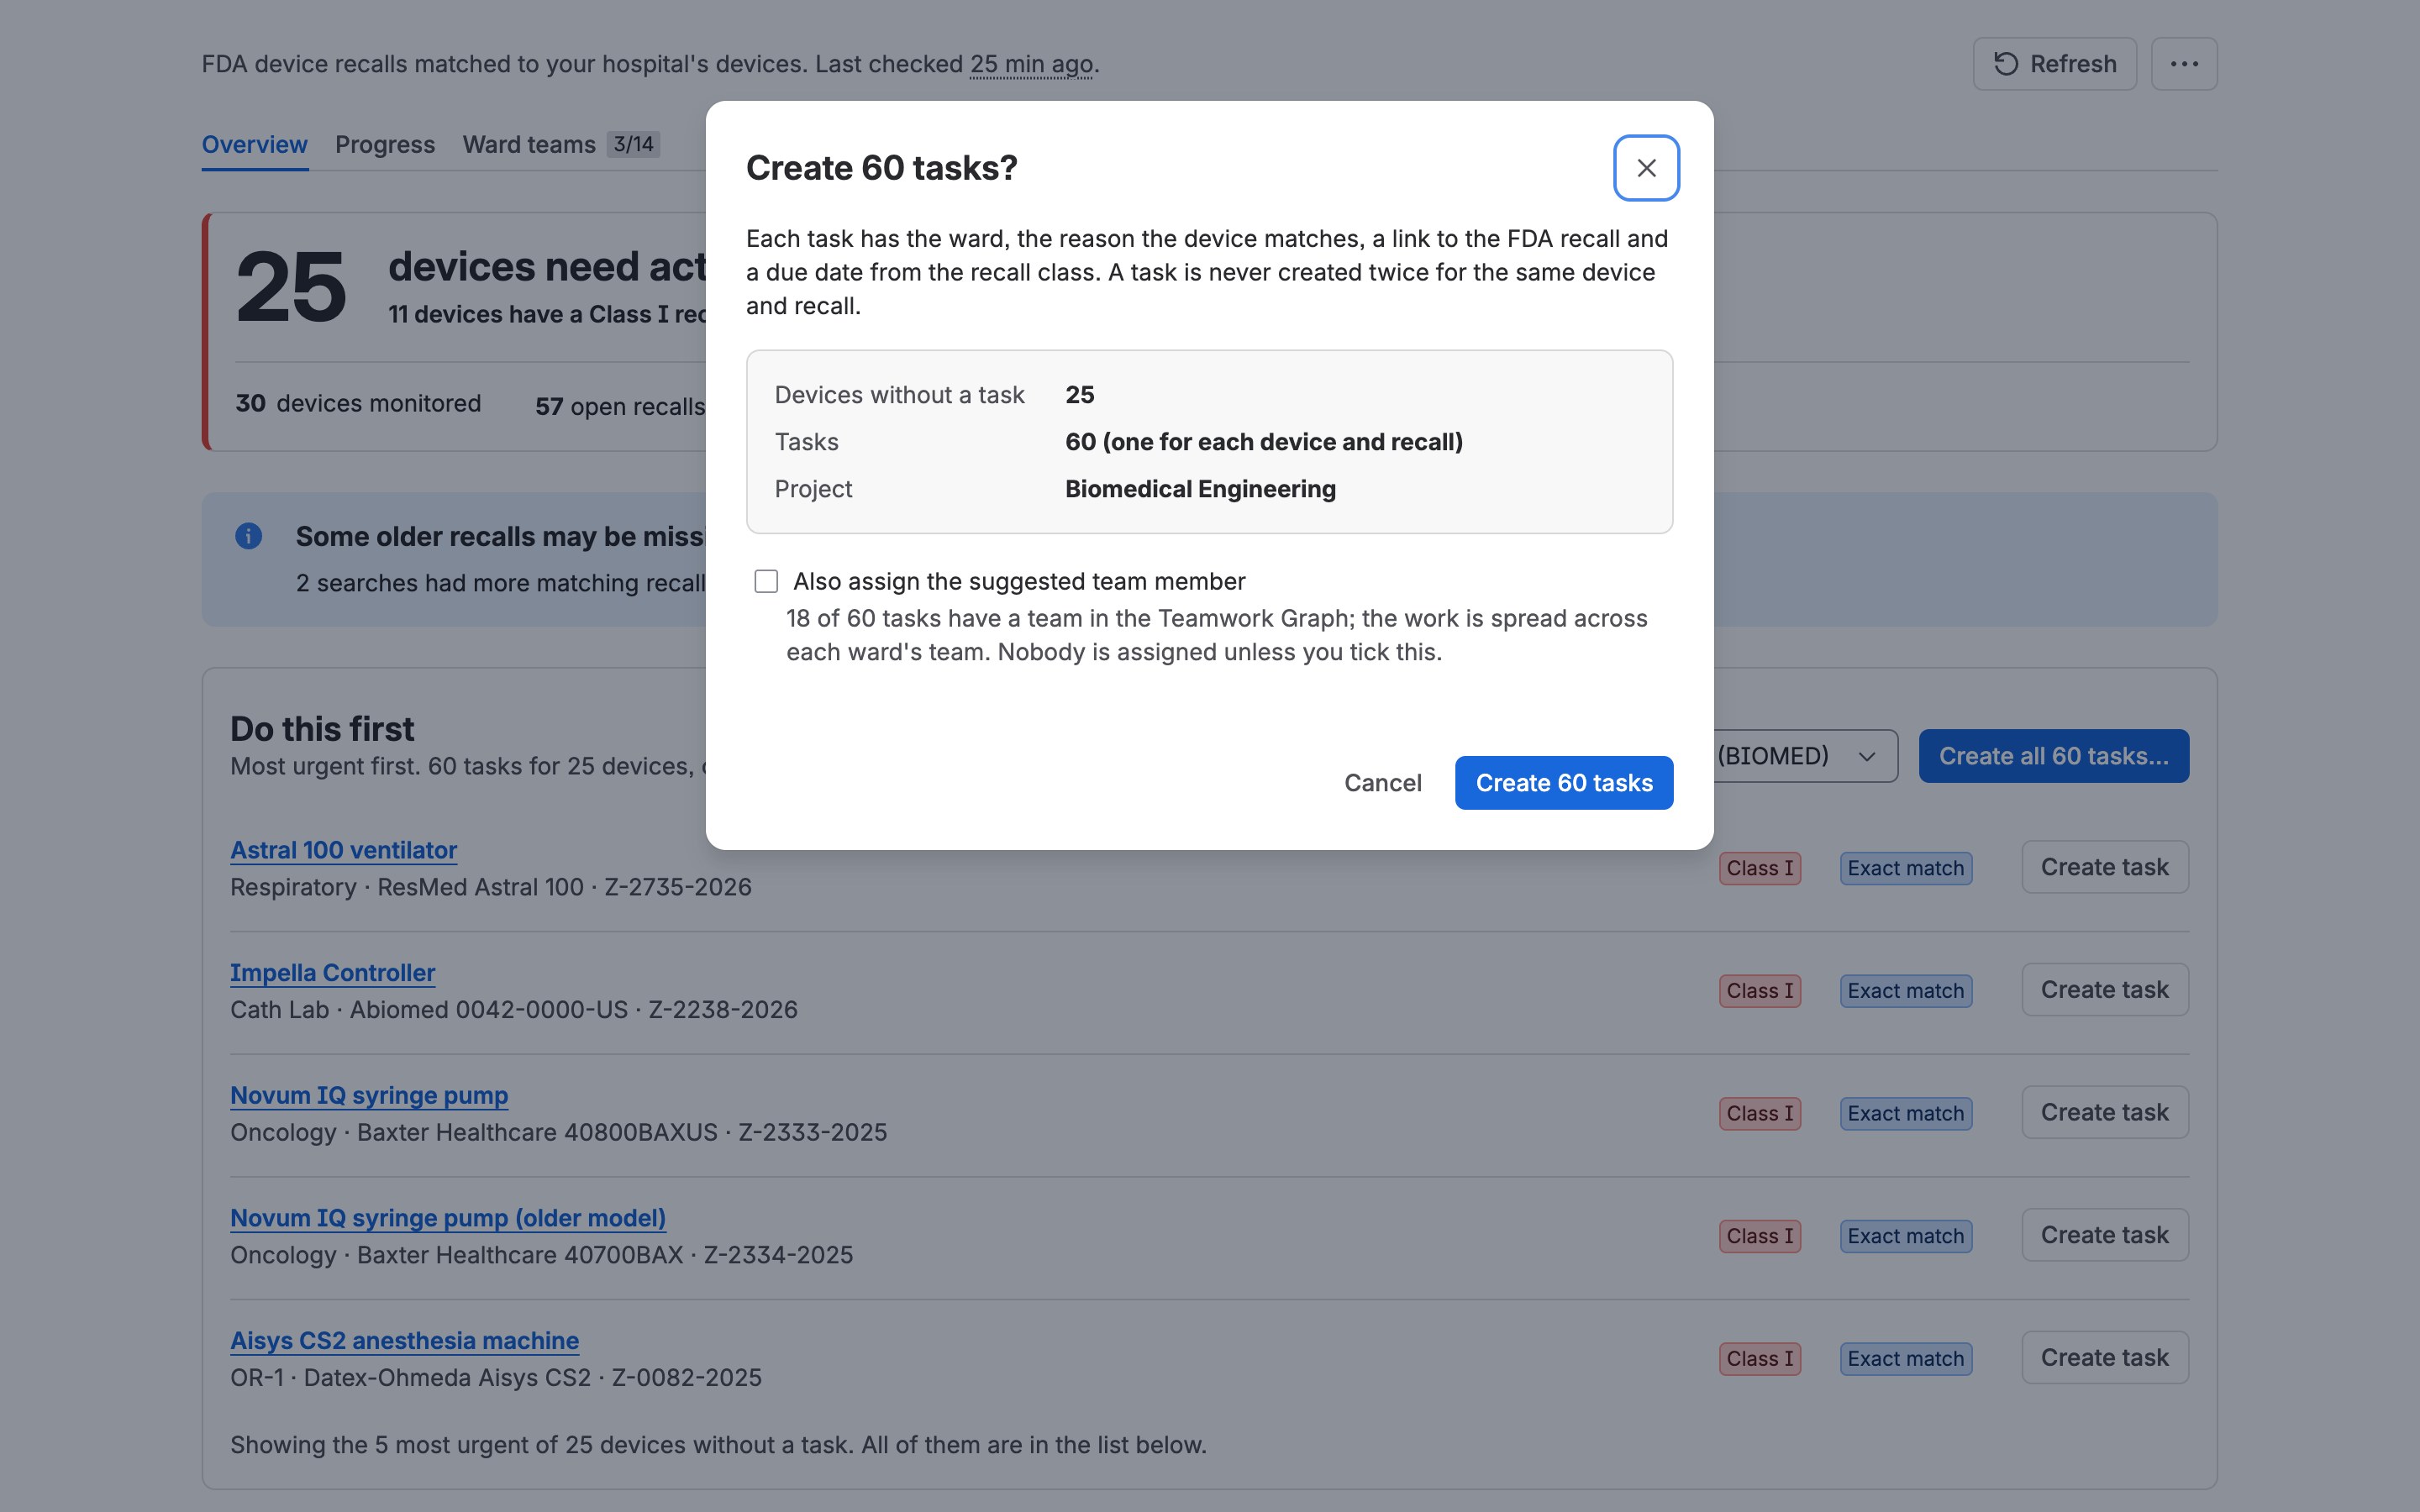 FDA device recalls matched to your hospital's devices. Last checked 25 min ago.
Refresh
Overview
Progress
Ward teams 3/14
25
devices need act
11 devices have a Class I rec
30 devices monitored
57 open recalls
Some older recalls may be miss
2 searches had more matching recall
Do this first
Most urgent first. 60 tasks for 25 devices,
(BIOMED)
Create all 60 tasks...
Create 60 tasks?
Each task has the ward, the reason the device matches, a link to the FDA recall and
a due date from the recall class. A task is never created twice for the same device
and recall.
Devices without a task 25
Tasks 60 (one for each device and recall)
Project Biomedical Engineering
Also assign the suggested team member
18 of 60 tasks have a team in the Teamwork Graph; the work is spread across
each ward's team. Nobody is assigned unless you tick this.
Cancel
Create 60 tasks
Astral 100 ventilator
Respiratory · ResMed Astral 100 · Z-2735-2026
Class I
Exact match
Create task
Impella Controller
Cath Lab · Abiomed 0042-0000-US · Z-2238-2026
Class I
Exact match
Create task
Novum IQ syringe pump
Oncology · Baxter Healthcare 40800BAXUS · Z-2333-2025
Class I
Exact match
Create task
Novum IQ syringe pump (older model)
Oncology · Baxter Healthcare 40700BAX · Z-2334-2025
Class I
Exact match
Create task
Aisys CS2 anesthesia machine
OR-1 · Datex-Ohmeda Aisys CS2 · Z-0082-2025
Class I
Exact match
Create task
Showing the 5 most urgent of 25 devices without a task. All of them are in the list below.